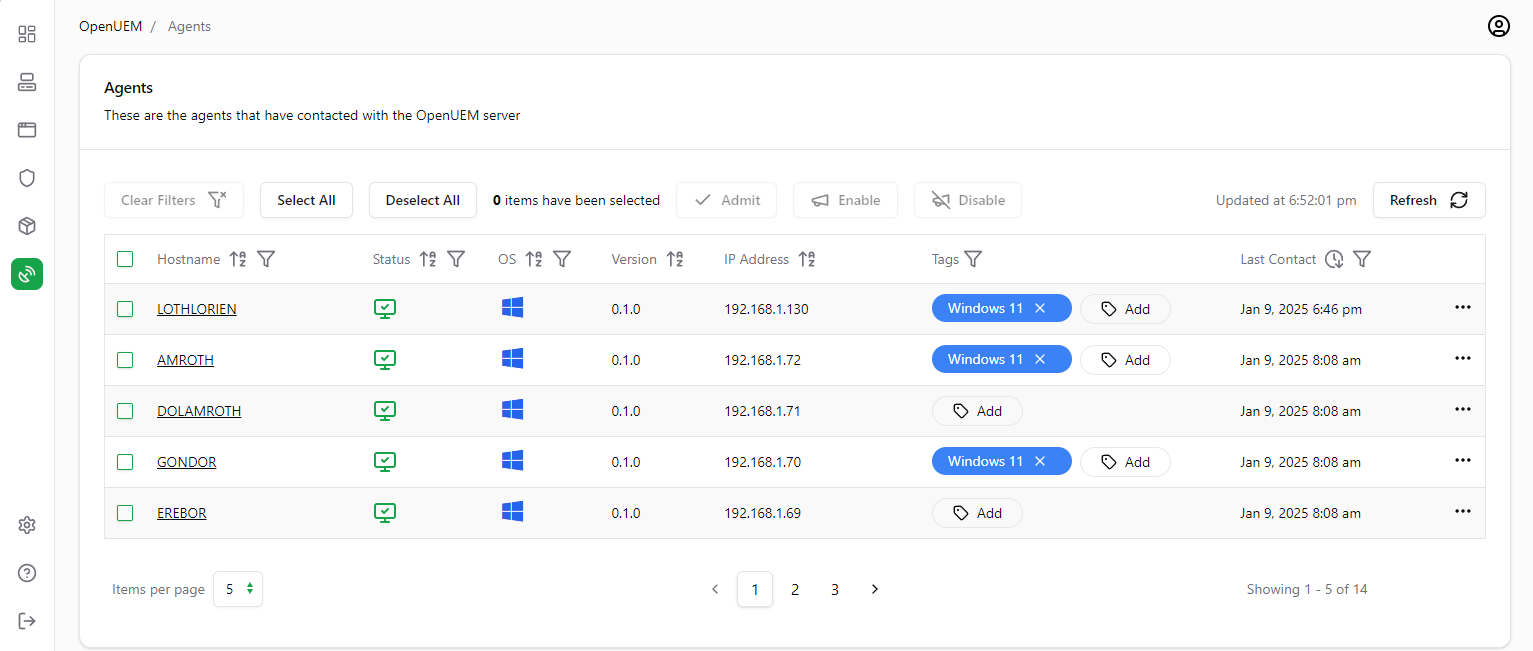 OpenUEM / Agents
Agents
These are the agents that have contacted with the OpenUEM server
Clear Filters Select All Deselect All 0 items have been selected Admit Enable Disable Updated at 6:52:01 pm Refresh
Hostname Status OS Version IP Address Tags Last Contact
LOTHLORIEN 0.1.0 192.168.1.130 Windows 11 Add Jan 9, 2025 6:46 pm
AMROTH 0.1.0 192.168.1.72 Windows 11 Add Jan 9, 2025 8:08 am
DOLAMROTH 0.1.0 192.168.1.71 Add Jan 9, 2025 8:08 am
GONDOR 0.1.0 192.168.1.70 Windows 11 Add Jan 9, 2025 8:08 am
EREBOR 0.1.0 192.168.1.69 Add Jan 9, 2025 8:08 am
Items per page 5 1 2 3 Showing 1 - 5 of 14